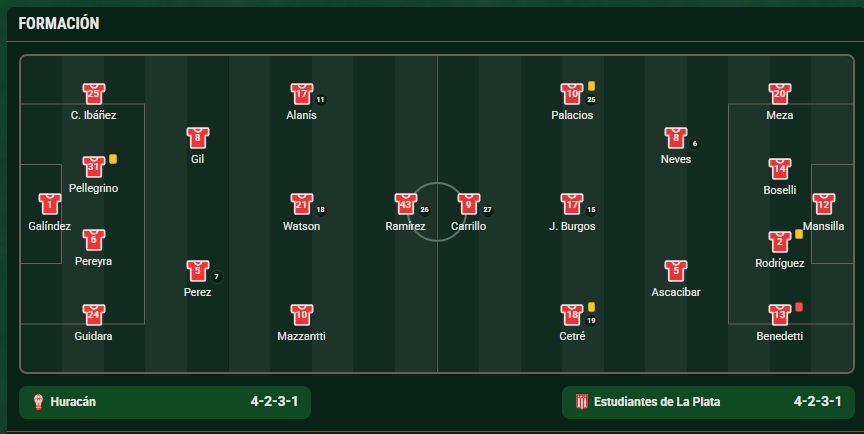 FORMACIÓN
25
C. Ibáñez
17
11
Alanís
10
25
Palacios
20
Meza
8
Gil
8
6
Neves
31
Pellegrino
14
Boselli
1
Galíndez
21
18
Watson
43
26
Ramírez
9
27
Carrillo
17
15
J. Burgos
12
Mansilla
6
Pereyra
2
Rodríguez
5
7
Perez
5
Ascacibar
24
Guidara
10
Mazzantti
18
19
Cetré
13
Benedetti
Huracán 4-2-3-1
Estudiantes de La Plata 4-2-3-1